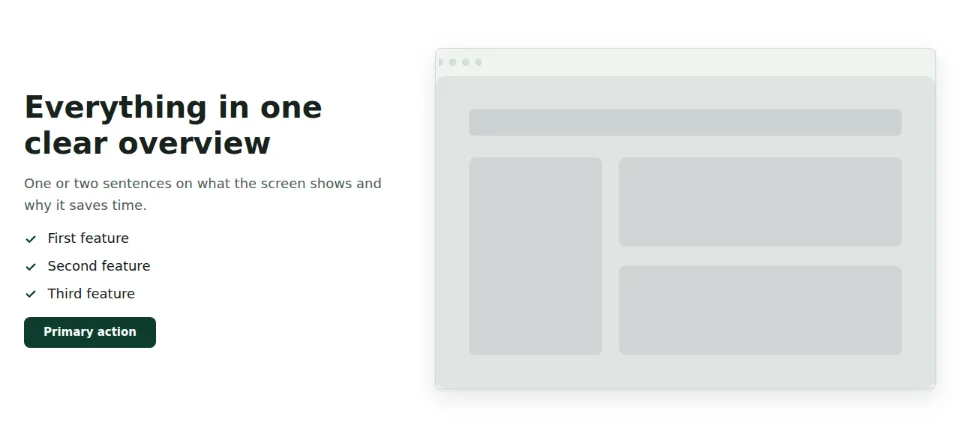 Everything in one
clear overview
One or two sentences on what the screen shows and
why it saves time.
First feature
Second feature
Third feature
Primary action